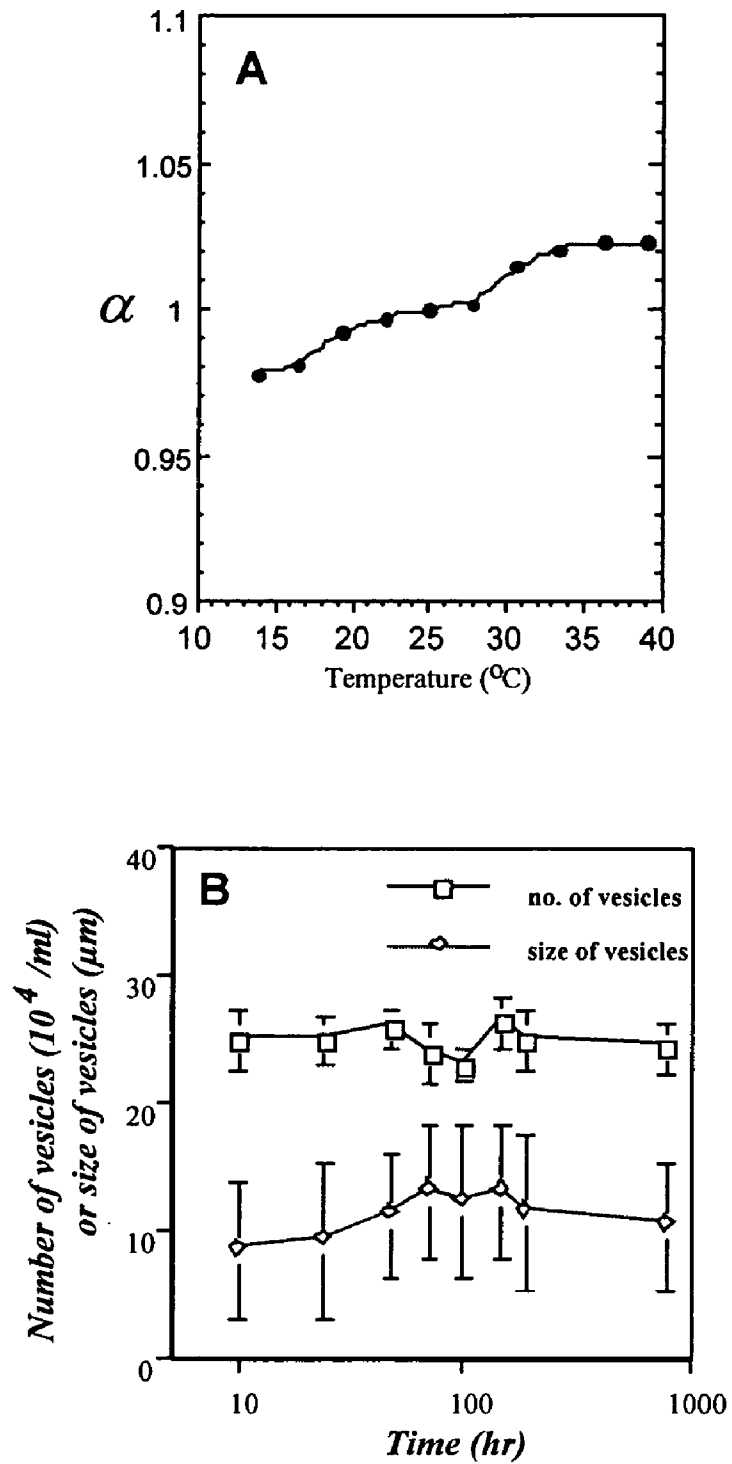 A
1.1
1.05
α 1
0.95
0.9
10 15 20 25 30 35 40
Temperature (⁰C)
B
no. of vesicles
size of vesicles
Number of vesicles (10⁴ /ml)
or size of vesicles (μm)
40
30
20
10
0
10 100 1000
Time (hr)